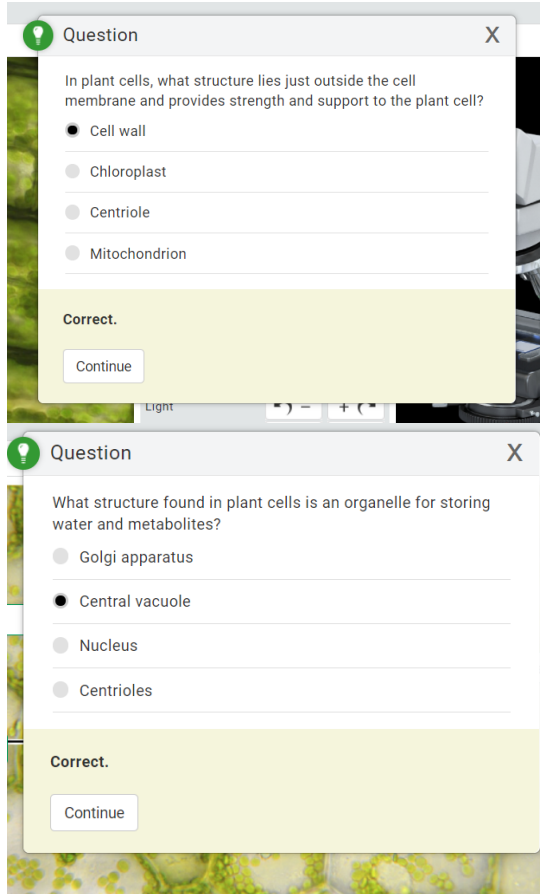 Question
X
In plant cells, what structure lies just outside the cell
membrane and provides strength and support to the plant cell?
Cell wall
Chloroplast
Centriole
Mitochondrion
Correct.
Continue
Light
Question
X
What structure found in plant cells is an organelle for storing
water and metabolites?
Golgi apparatus
Central vacuole
Nucleus
Centrioles
Correct.
Continue